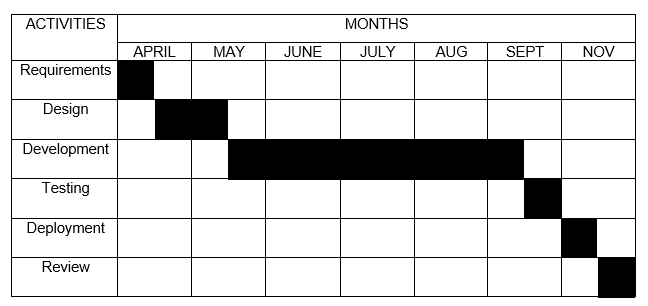 ACTIVITIES
MONTHS
APRIL MAY JUNE JULY AUG SEPT NOV
Requirements
Design
Development
Testing
Deployment
Review